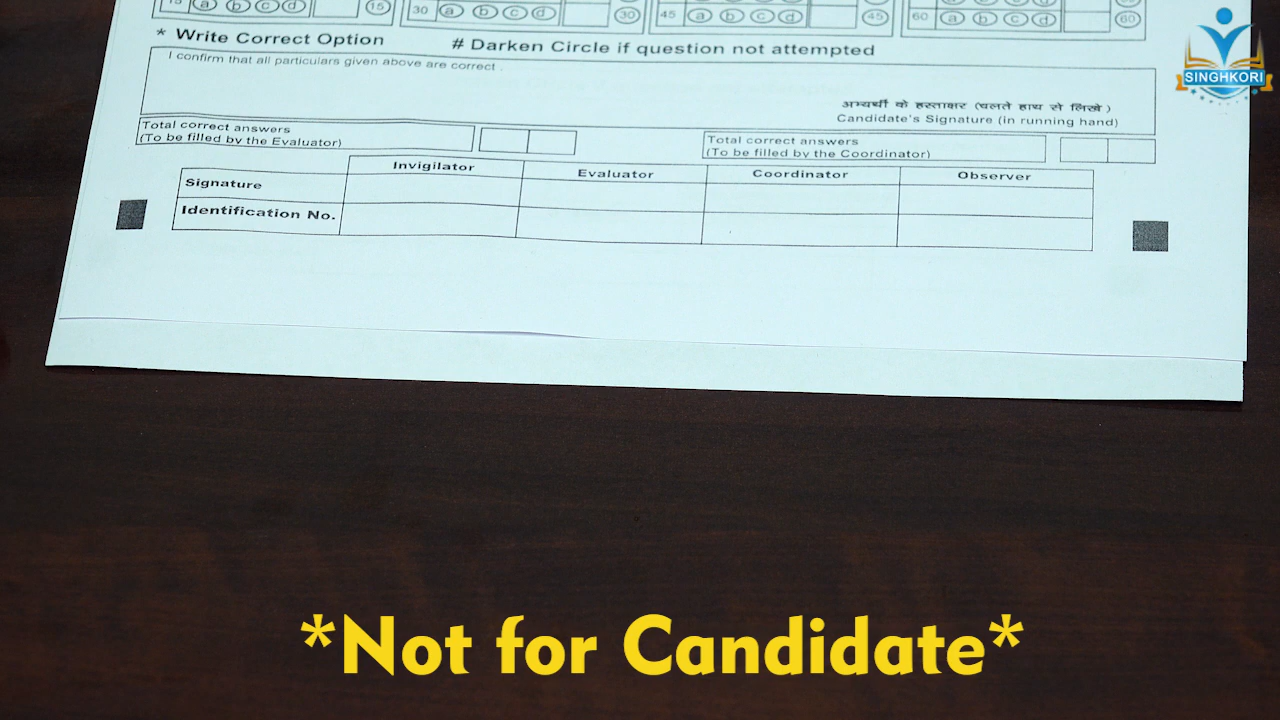 15 a b c d 15 30 a b c d 30 45 a b c d 45 60 a b c d 60
* Write Correct Option # Darken Circle if question not attempted
I confirm that all particulars given above are correct .
SINGHKORI
अभ्यर्थी के हस्ताक्षर (चलते हाथ से लिखें )
Candidate's Signature (in running hand)
Total correct answers
(To be filled by the Evaluator)
Total correct answers
(To be filled by the Coordinator)
Invigilator Evaluator Coordinator Observer
Signature
Identification No.
*Not for Candidate*